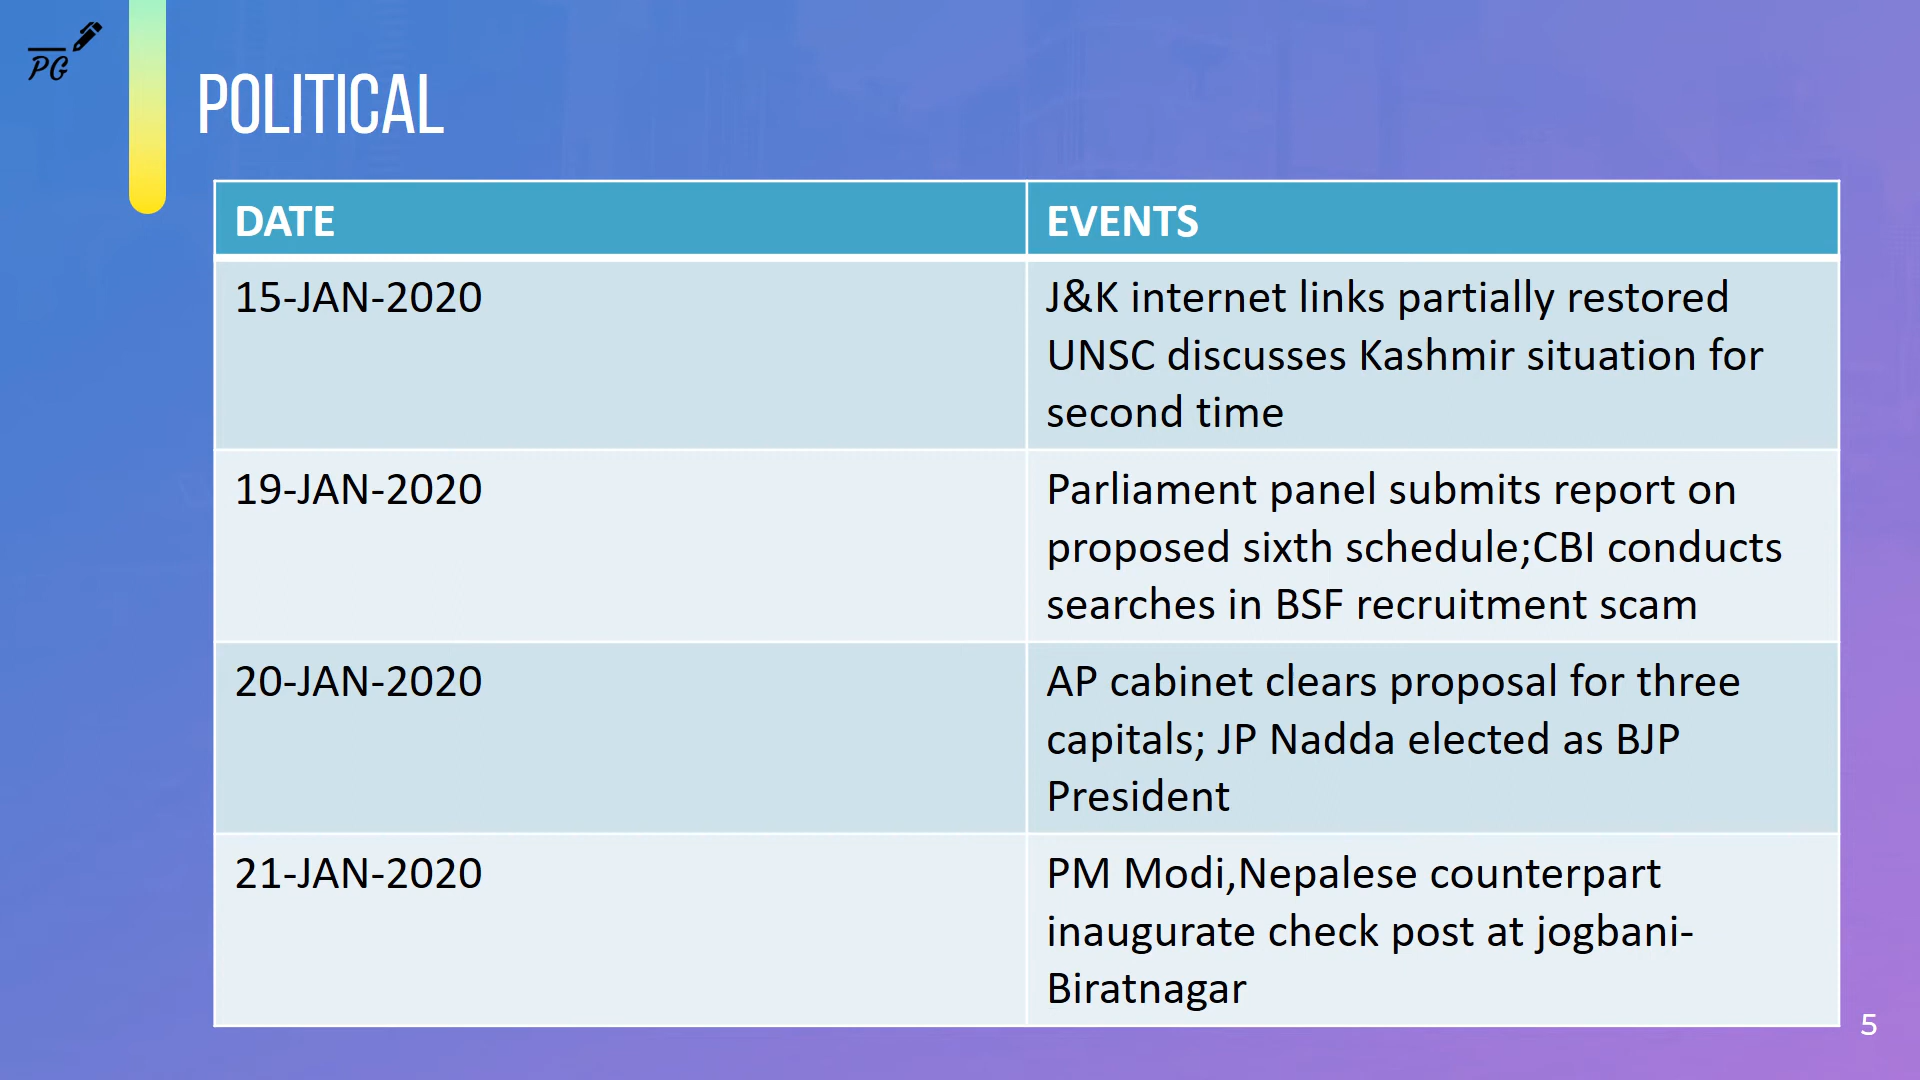 PG
POLITICAL
DATE
EVENTS
15-JAN-2020
J&K internet links partially restored
UNSC discusses Kashmir situation for
second time
19-JAN-2020
Parliament panel submits report on
proposed sixth schedule;CBI conducts
searches in BSF recruitment scam
20-JAN-2020
AP cabinet clears proposal for three
capitals; JP Nadda elected as BJP
President
21-JAN-2020
PM Modi,Nepalese counterpart
inaugurate check post at jogbani-
Biratnagar
5